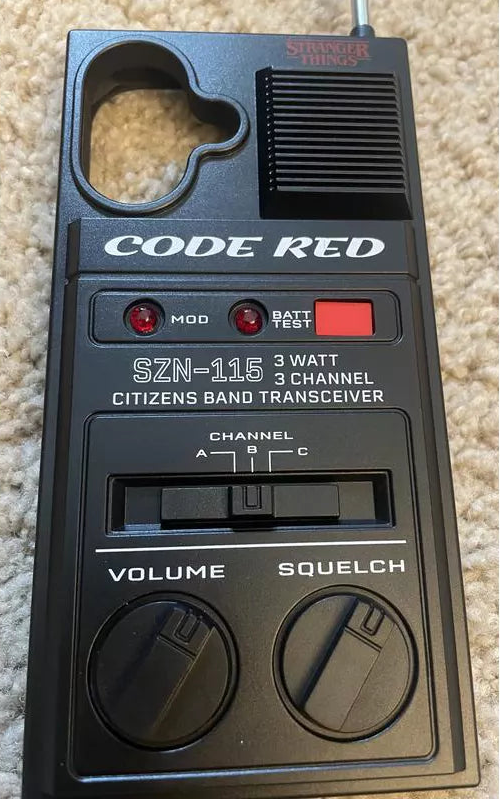 STRANGER
THINGS
CODE RED
MOD
BATT
TEST
SZN-115
3 WATT
3 CHANNEL
CITIZENS BAND TRANSCEIVER
CHANNEL
A B C
VOLUME SQUELCH